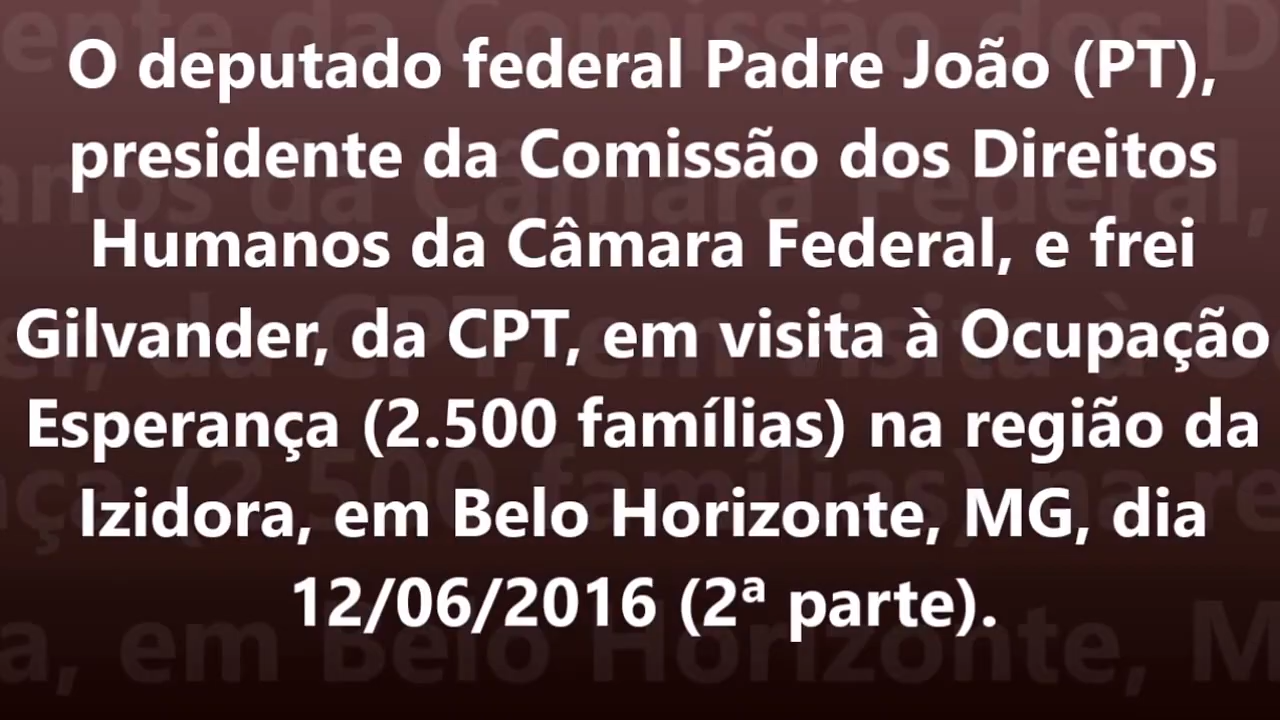 O deputado federal Padre João (PT),
presidente da Comissão dos Direitos
Humanos da Câmara Federal, e frei
Gilvander, da CPT, em visita à Ocupação
Esperança (2.500 famílias) na região da
Izidora, em Belo Horizonte, MG, dia
12/06/2016 (2ª parte).